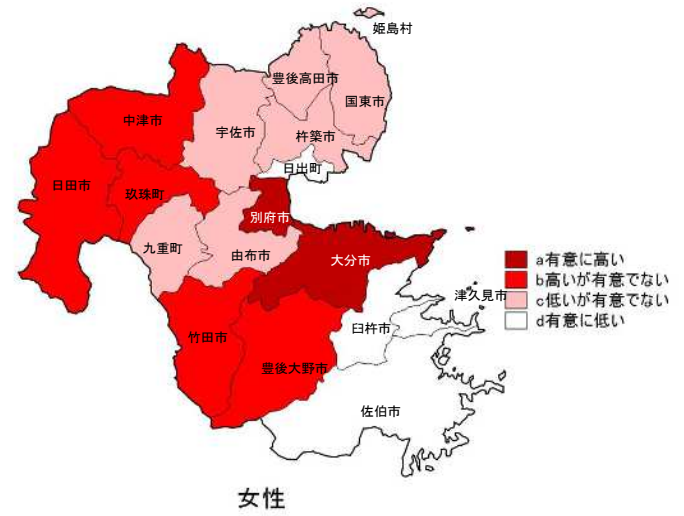 姫島村
豊後高田市
国東市
中津市
宇佐市
杵築市
日出町
日田市
玖珠町
別府市
九重町
由布市
大分市
a有意に高い
b高いが有意でない
c低いが有意でない
d有意に低い
津久見市
臼杵市
竹田市
豊後大野市
佐伯市
女性